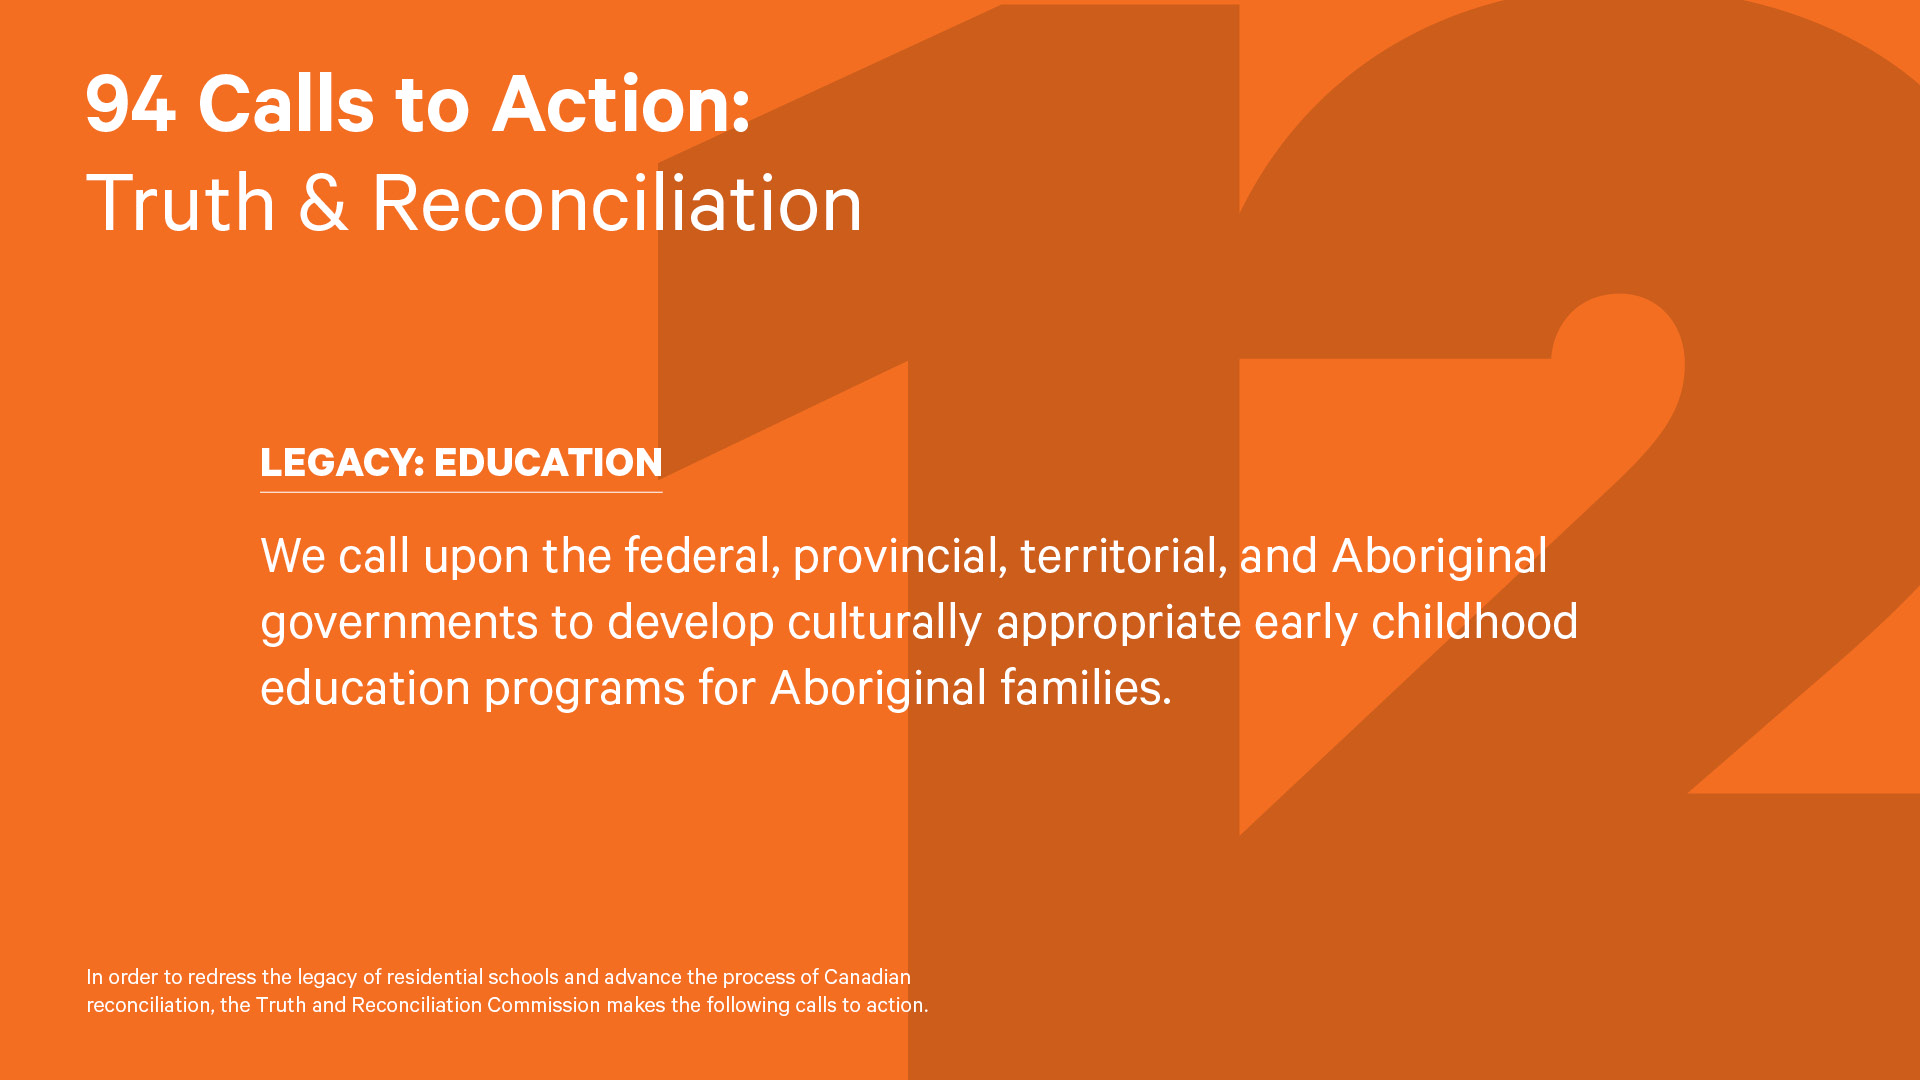 94 Calls to Action:
Truth & Reconciliation
12
LEGACY: EDUCATION
We call upon the federal, provincial, territorial, and Aboriginal
governments to develop culturally appropriate early childhood
education programs for Aboriginal families.
In order to redress the legacy of residential schools and advance the process of Canadian
reconciliation, the Truth and Reconciliation Commission makes the following calls to action.